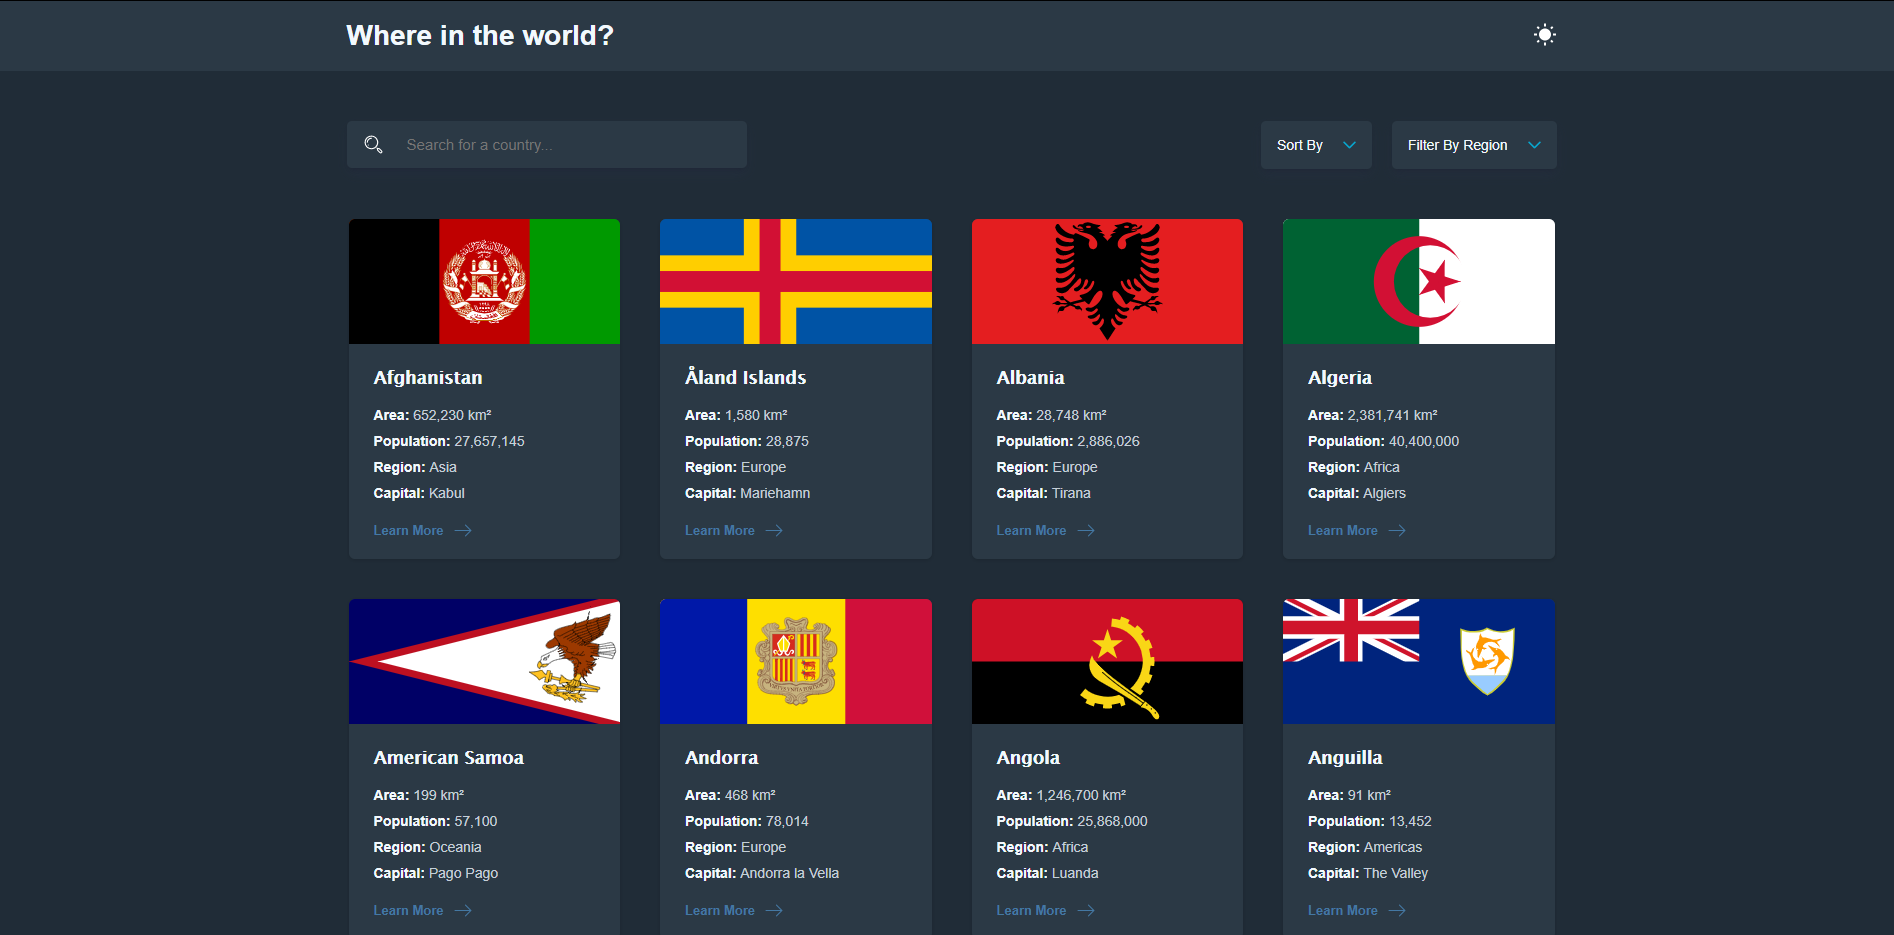 Where in the world?
Search for a country...
Sort By
Filter By Region
Afghanistan
Area: 652,230 km²
Population: 27,657,145
Region: Asia
Capital: Kabul
Learn More
Åland Islands
Area: 1,580 km²
Population: 28,875
Region: Europe
Capital: Mariehamn
Learn More
Albania
Area: 28,748 km²
Population: 2,886,026
Region: Europe
Capital: Tirana
Learn More
Algeria
Area: 2,381,741 km²
Population: 40,400,000
Region: Africa
Capital: Algiers
Learn More
American Samoa
Area: 199 km²
Population: 57,100
Region: Oceania
Capital: Pago Pago
Learn More
Andorra
Area: 468 km²
Population: 78,014
Region: Europe
Capital: Andorra la Vella
Learn More
Angola
Area: 1,246,700 km²
Population: 25,868,000
Region: Africa
Capital: Luanda
Learn More
Anguilla
Area: 91 km²
Population: 13,452
Region: Americas
Capital: The Valley
Learn More